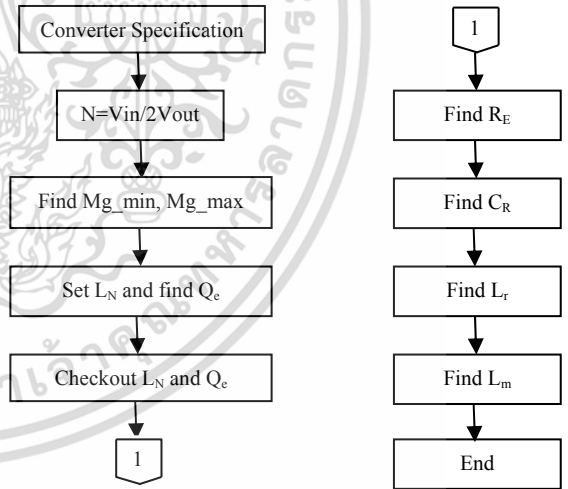 Converter Specification
N=Vin/2Vout
Find Mg_min, Mg_max
Set L_N and find Q_e
Checkout L_N and Q_e
1
1
Find R_E
Find C_R
Find L_r
Find L_m
End